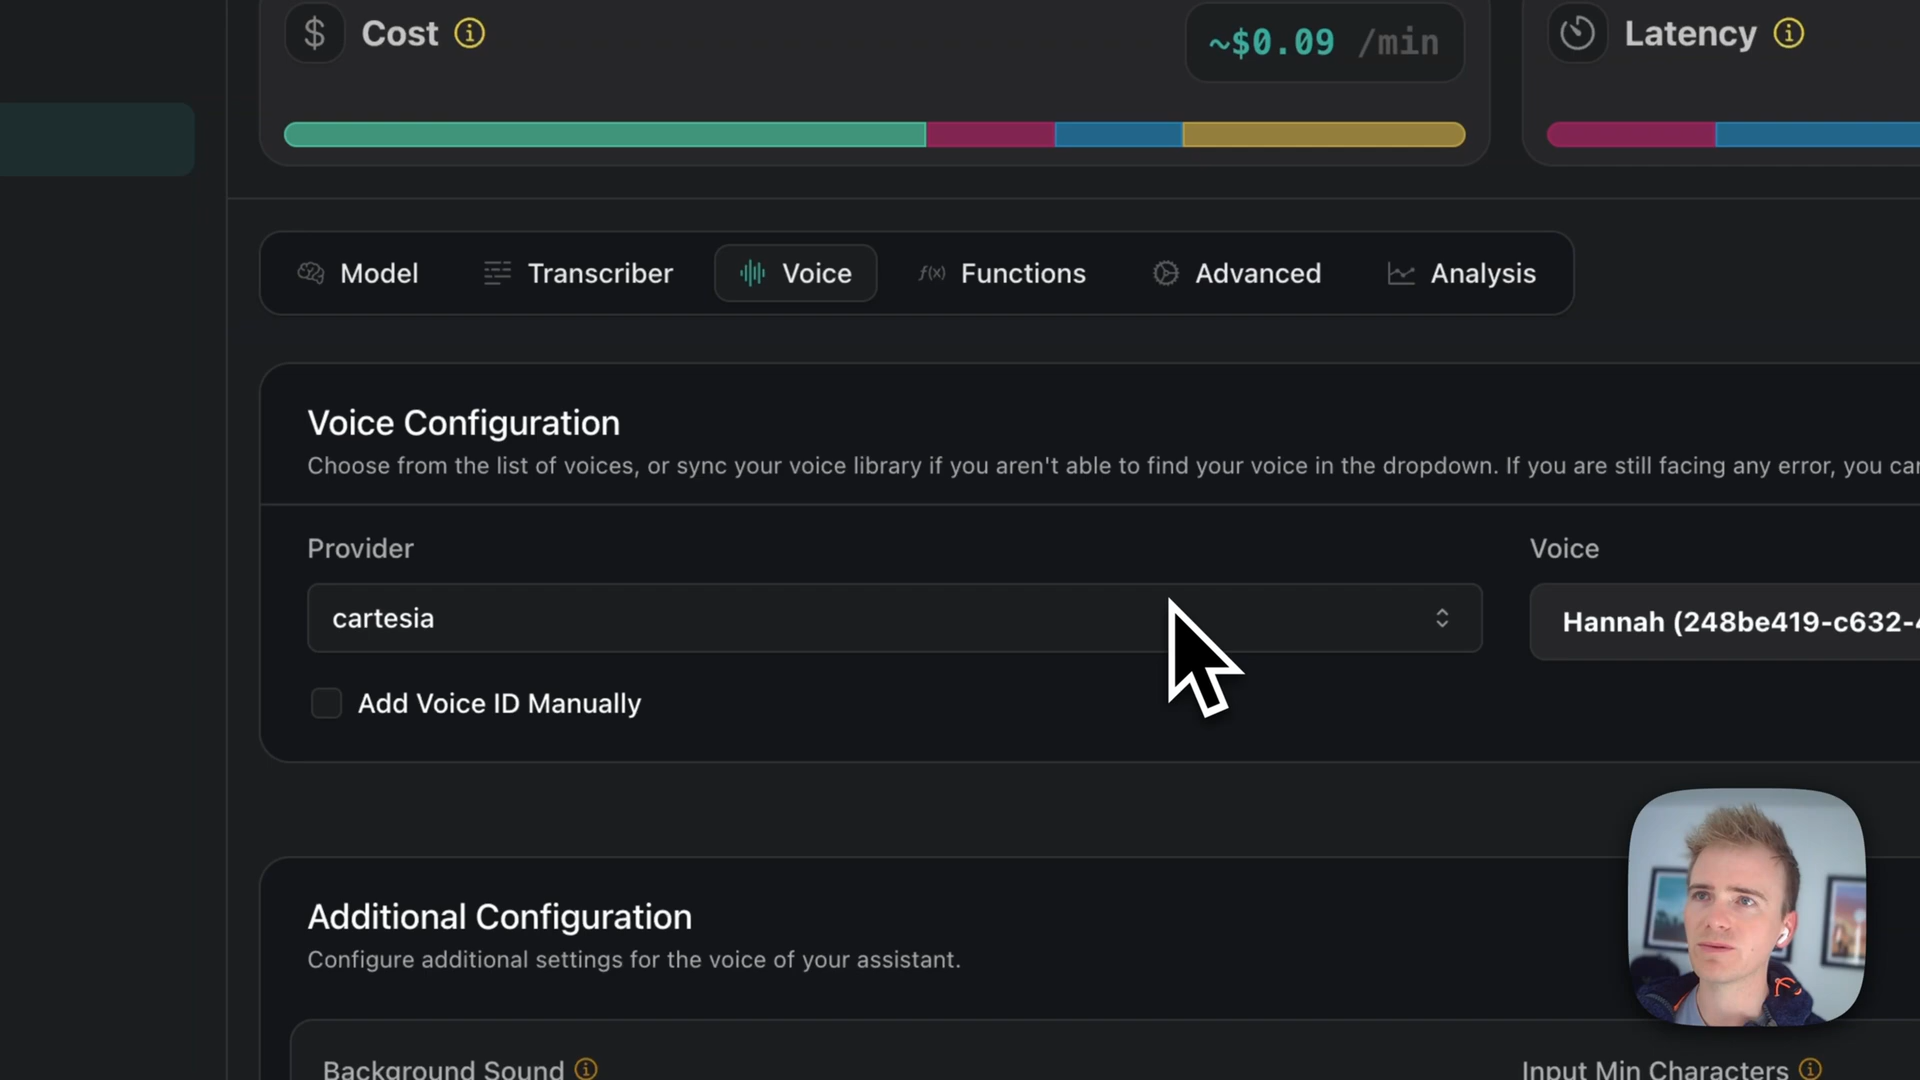 Cost
~$0.09 /min
Latency
Model
Transcriber
Voice
f(x) Functions
Advanced
Analysis
Voice Configuration
Choose from the list of voices, or sync your voice library if you aren't able to find your voice in the dropdown. If you are still facing any error, you
Provider
Voice
cartesia
Hannah (248be419-c632-
Add Voice ID Manually
Additional Configuration
Configure additional settings for the voice of your assistant.
Background Sound
Input Min Characters